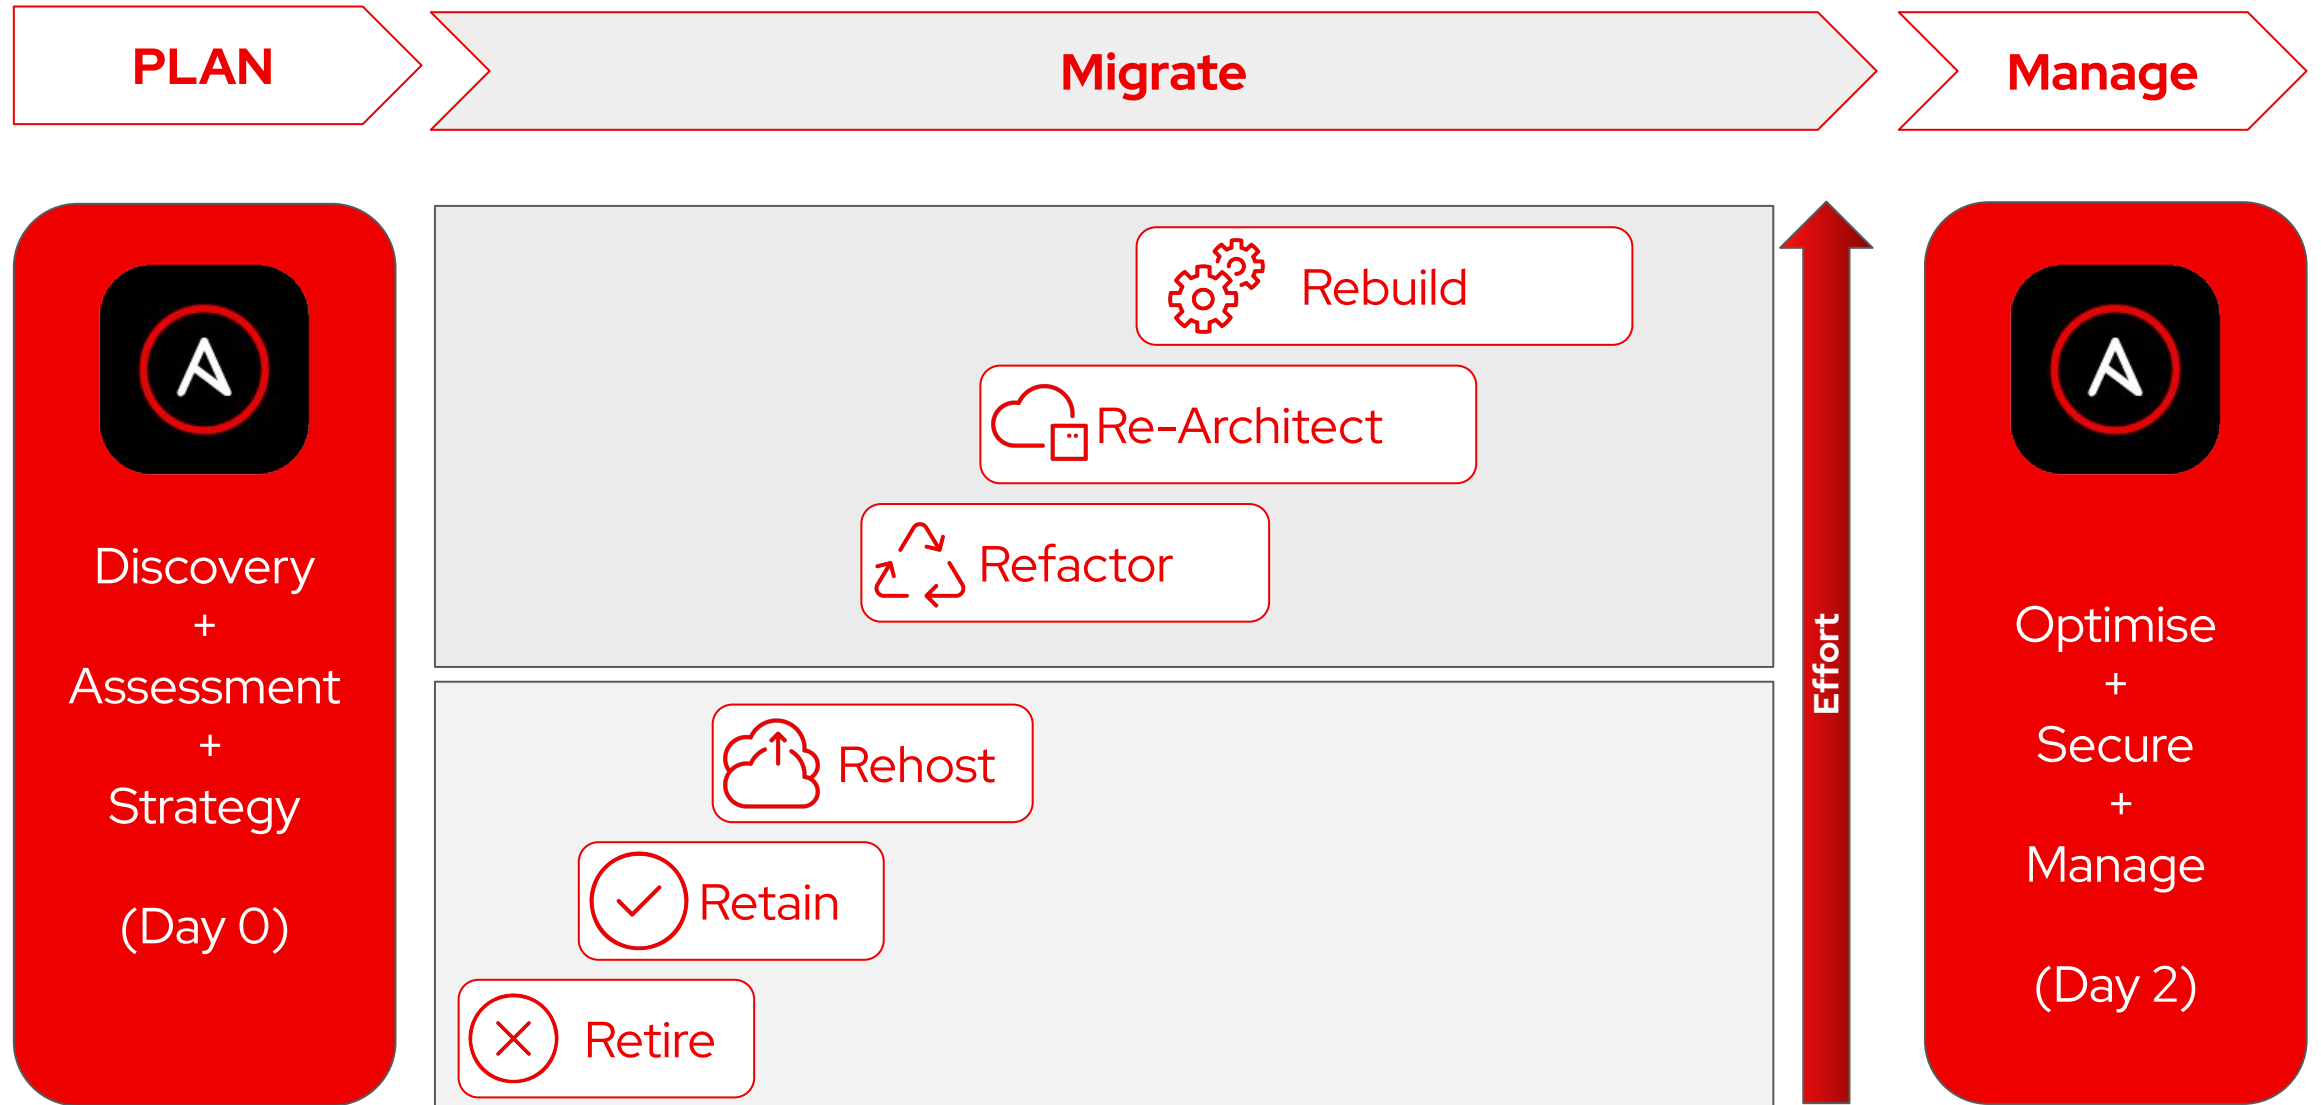 PLAN
Migrate
Manage
Discovery
+
Assessment
+
Strategy
(Day 0)
Rebuild
Re-Architect
Refactor
Rehost
Retain
Retire
Effort
Optimise
+
Secure
+
Manage
(Day 2)